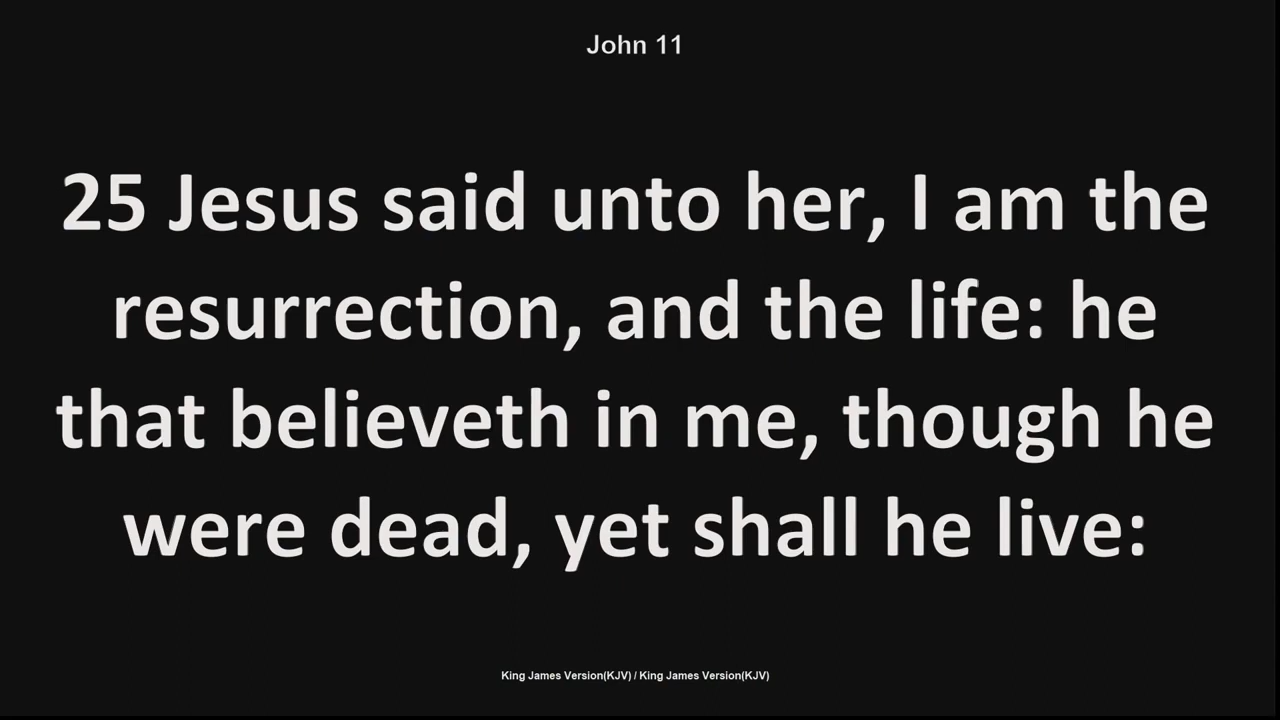 John 11
25 Jesus said unto her, I am the
resurrection, and the life: he
that believeth in me, though he
were dead, yet shall he live:
King James Version(KJV) / King James Version(KJV)